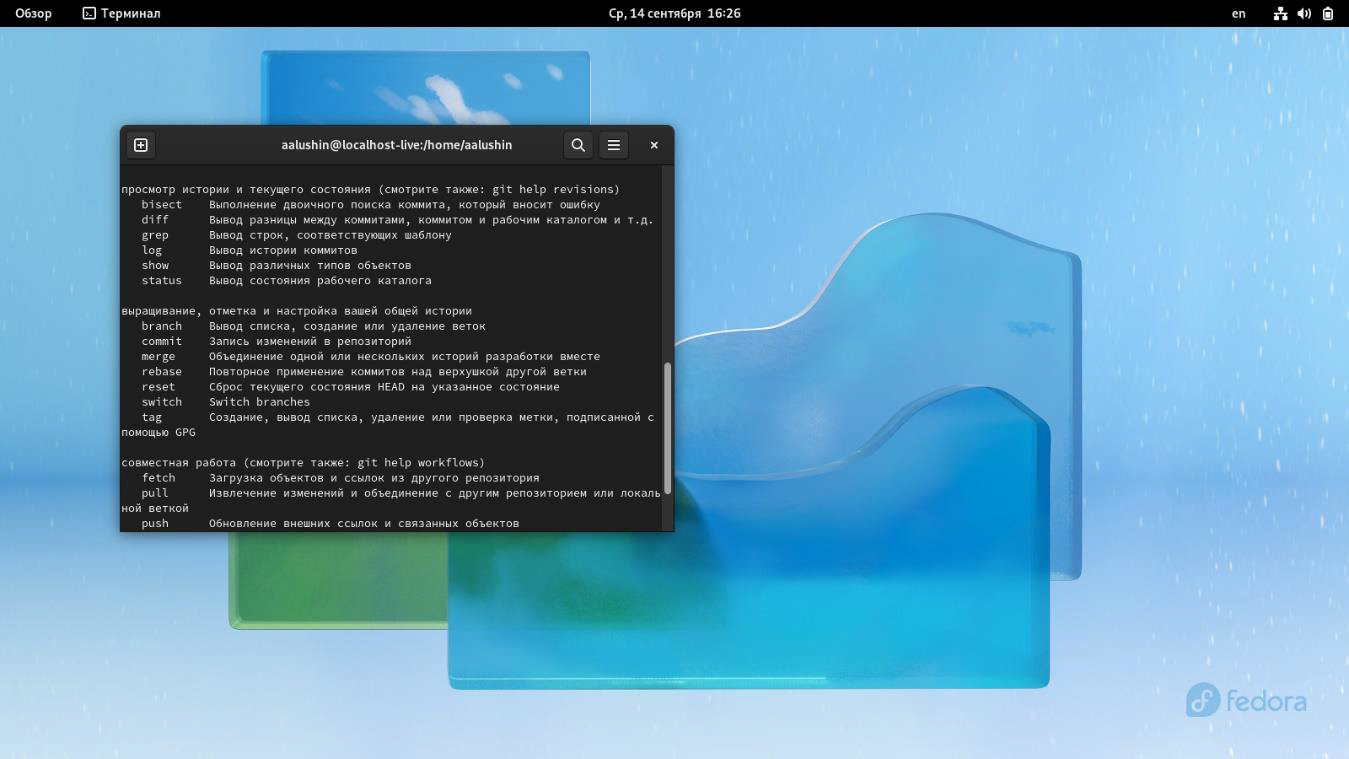 Обзор Терминал Ср, 14 сентября 16:26 en
aalushin@localhost-live:/home/aalushin
просмотр истории и текущего состояния (смотрите также: git help revisions)
bisect Выполнение двоичного поиска коммита, который вносит ошибку
diff Вывод разницы между коммитами, коммитом и рабочим каталогом и т.д.
grep Вывод строк, соответствующих шаблону
log Вывод истории коммитов
show Вывод различных типов объектов
status Вывод состояния рабочего каталога
выращивание, отметка и настройка вашей общей истории
branch Вывод списка, создание или удаление веток
commit Запись изменений в репозиторий
merge Объединение одной или нескольких историй разработки вместе
rebase Повторное применение коммитов над верхушкой другой ветки
reset Сброс текущего состояния HEAD на указанное состояние
switch Switch branches
tag Создание, вывод списка, удаление или проверка метки, подписанной с
помощью GPG
совместная работа (смотрите также: git help workflows)
fetch Загрузка объектов и ссылок из другого репозитория
pull Извлечение изменений и объединение с другим репозиторием или локаль
ной веткой
push Обновление внешних ссылок и связанных объектов
fedora